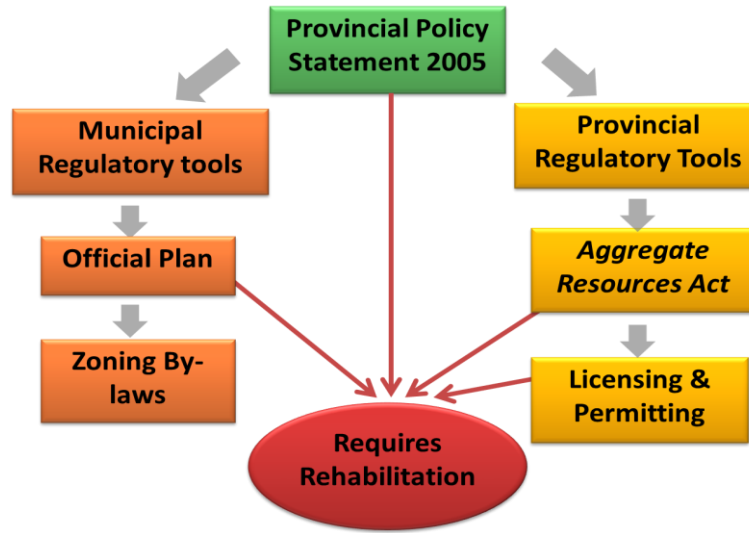 Provincial Policy
Statement 2005
Municipal
Regulatory tools
Provincial
Regulatory Tools
Official Plan
Aggregate
Resources Act
Zoning By-
laws
Licensing &
Permitting
Requires
Rehabilitation